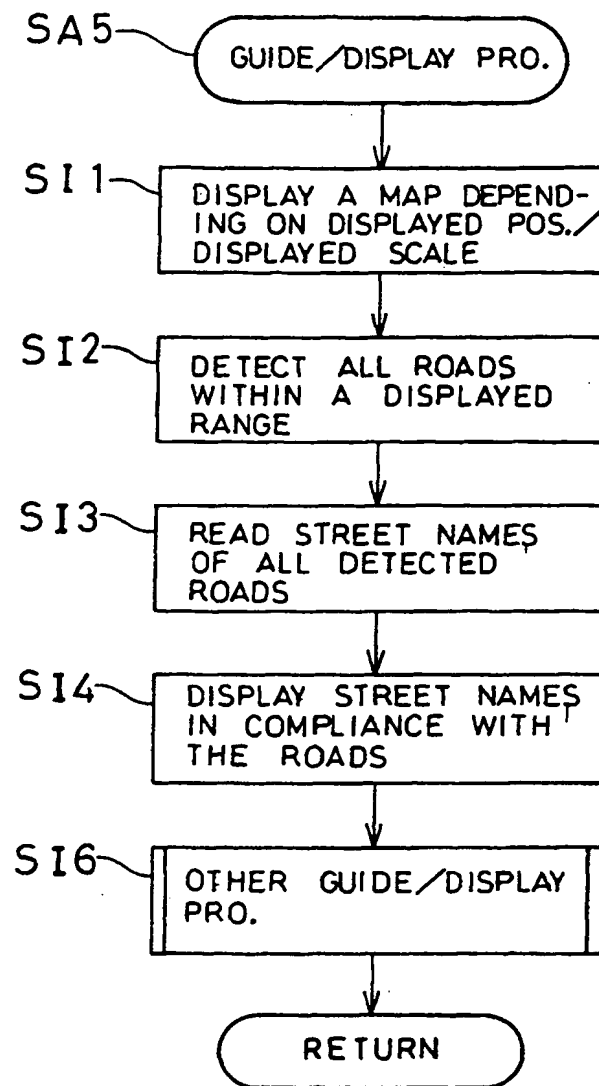 SA5
GUIDE/DISPLAY PRO.
SI1
DISPLAY A MAP DEPEND-
ING ON DISPLAYED POS./
DISPLAYED SCALE
SI2
DETECT ALL ROADS
WITHIN A DISPLAYED
RANGE
SI3
READ STREET NAMES
OF ALL DETECTED
ROADS
SI4
DISPLAY STREET NAMES
IN COMPLIANCE WITH
THE ROADS
SI6
OTHER GUIDE/DISPLAY
PRO.
RETURN